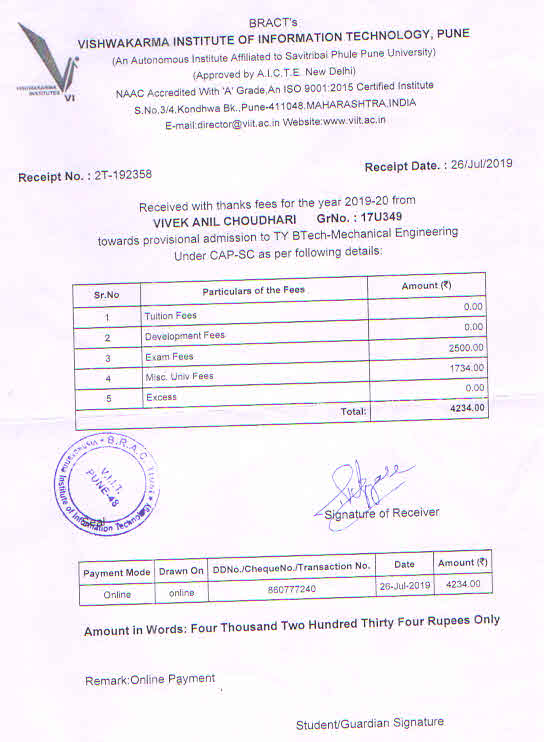 BRACT's
VISHWAKARMA INSTITUTE OF INFORMATION TECHNOLOGY, PUNE
(An Autonomous Institute Affiliated to Savitribai Phule Pune University)
(Approved by A.I.C.T.E. New Delhi)
NAAC Accredited With 'A' Grade,An ISO 9001:2015 Certified Institute
S.No.3/4.Kondhwa Bk.,Pune-411048.MAHARASHTRA,INDIA
E-mail:director@viit.ac.in Website:www.viit.ac.in
VISHWAKARMA
INSTITUTES
VI
Receipt No. : 2T-192358
Receipt Date. : 26/Jul/2019
Received with thanks fees for the year 2019-20 from
VIVEK ANIL CHOUDHARI GrNo. : 17U349
towards provisional admission to TY BTech-Mechanical Engineering
Under CAP-SC as per following details:
Sr.No Particulars of the Fees Amount (₹)
1 Tuition Fees 0.00
2 Development Fees 0.00
3 Exam Fees 2500.00
4 Misc. Univ Fees 1734.00
5 Excess 0.00
Total: 4234.00
V.I.I.T.
PUNE-48
Seal
Signature of Receiver
Payment Mode Drawn On DDNo./ChequeNo./Transaction No. Date Amount (₹)
Online online 860777240 26-Jul-2019 4234.00
Amount in Words: Four Thousand Two Hundred Thirty Four Rupees Only
Remark:Online Payment
Student/Guardian Signature